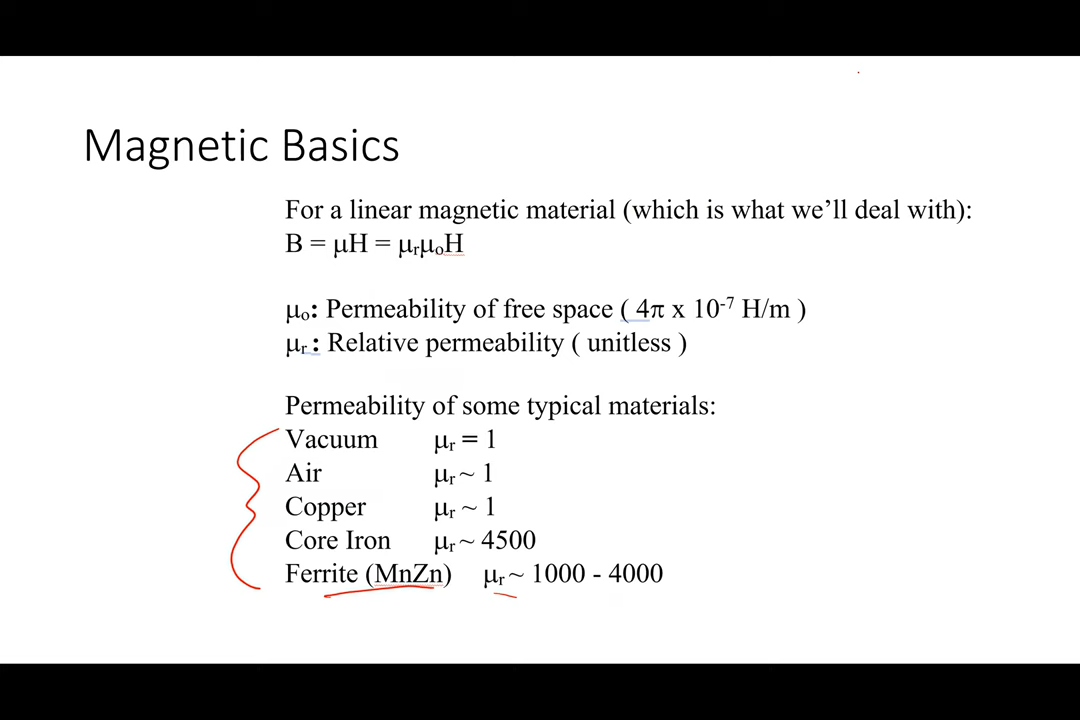 Magnetic Basics
For a linear magnetic material (which is what we’ll deal with):
B = μH = μᵣμₒH
μₒ: Permeability of free space ( 4π x 10⁻⁷ H/m )
μᵣ : Relative permeability ( unitless )
Permeability of some typical materials:
Vacuum μᵣ = 1
Air μᵣ ~ 1
Copper μᵣ ~ 1
Core Iron μᵣ ~ 4500
Ferrite (MnZn) μᵣ ~ 1000 - 4000